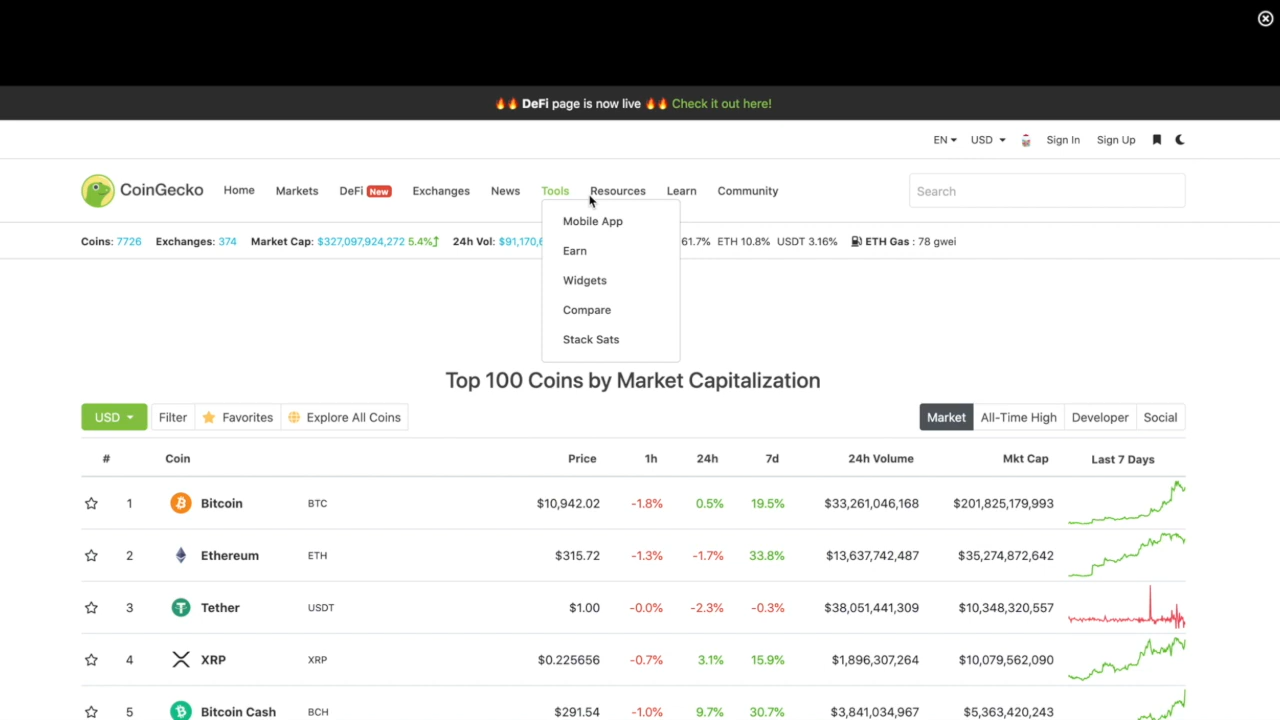 🔥🔥 DeFi page is now live 🔥🔥 Check it out here!
EN USD Sign In Sign Up
CoinGecko Home Markets DeFi New Exchanges News Tools Resources Learn Community Search
Coins: 7726 Exchanges: 374 Market Cap: $327,097,924,272 5.4% 24h Vol: $91,170, 61.7% ETH 10.8% USDT 3.16% ETH Gas : 78 gwei
Mobile App
Earn
Widgets
Compare
Stack Sats
Top 100 Coins by Market Capitalization
USD Filter Favorites Explore All Coins Market All-Time High Developer Social
# Coin Price 1h 24h 7d 24h Volume Mkt Cap Last 7 Days
1 Bitcoin BTC $10,942.02 -1.8% 0.5% 19.5% $33,261,046,168 $201,825,179,993
2 Ethereum ETH $315.72 -1.3% -1.7% 33.8% $13,637,742,487 $35,274,872,642
3 Tether USDT $1.00 -0.0% -2.3% -0.3% $38,051,441,309 $10,348,320,557
4 XRP XRP $0.225656 -0.7% 3.1% 15.9% $1,896,307,264 $10,079,562,090
5 Bitcoin Cash BCH $291.54 -1.0% 9.7% 30.7% $3,841,034,967 $5,363,420,243